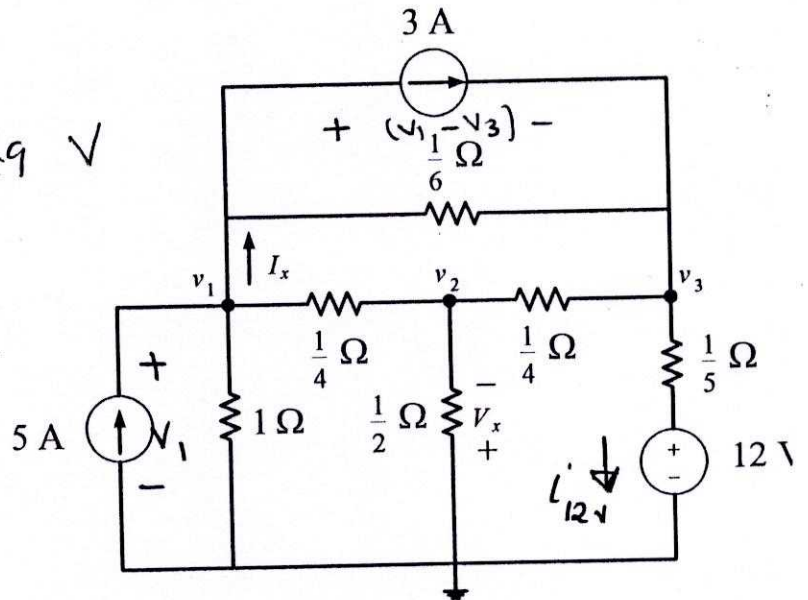 3 A
+ (v₁ - v₃) -
9 V
1/6 Ω
Iₓ
v₁
v₂
v₃
1/4 Ω
1/4 Ω
1/5 Ω
+
5 A
V₁
-
1 Ω
1/2 Ω
-
Vₓ
+
+
-
12 V
i₁₂ᵥ